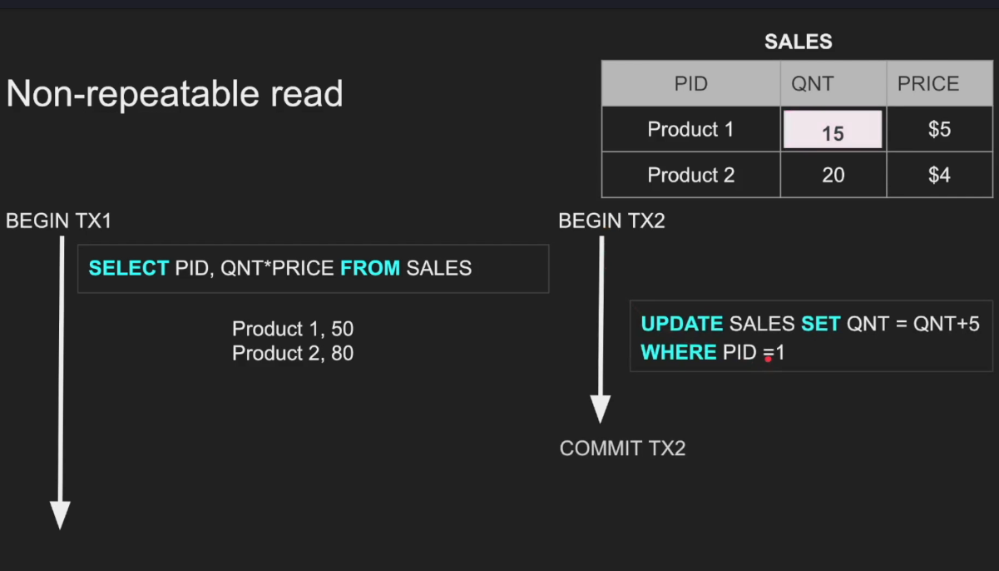 SALES
Non-repeatable read
PID QNT PRICE
Product 1 15 $5
Product 2 20 $4
BEGIN TX1 BEGIN TX2
SELECT PID, QNT*PRICE FROM SALES
Product 1, 50
Product 2, 80
UPDATE SALES SET QNT = QNT+5
WHERE PID =1
COMMIT TX2